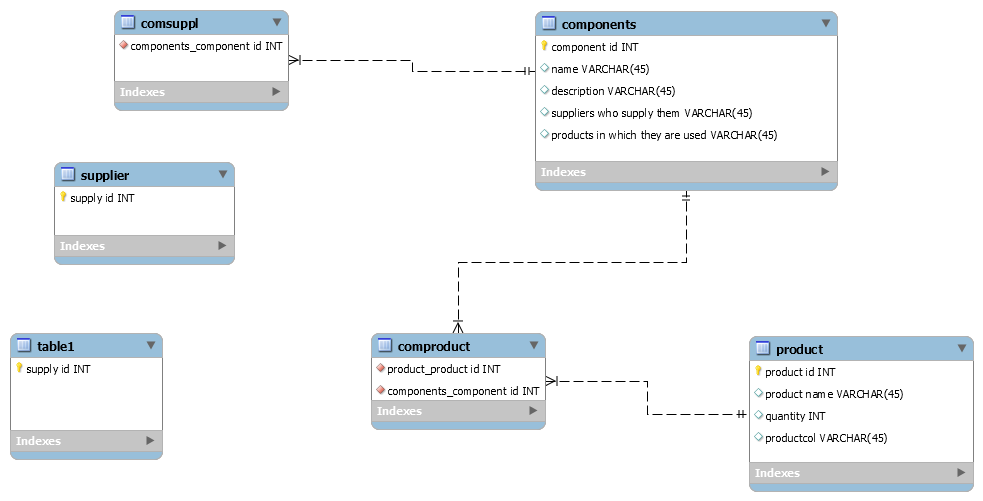 comsuppl
components_component id INT
Indexes
components
component id INT
name VARCHAR(45)
description VARCHAR(45)
suppliers who supply them VARCHAR(45)
products in which they are used VARCHAR(45)
Indexes
supplier
supply id INT
Indexes
table1
supply id INT
Indexes
comproduct
product_product id INT
components_component id INT
Indexes
product
product id INT
product name VARCHAR(45)
quantity INT
productcol VARCHAR(45)
Indexes